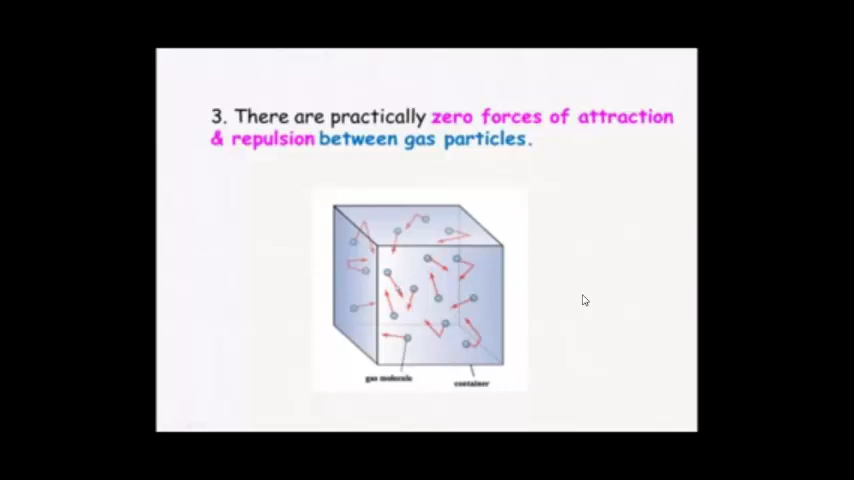 3. There are practically zero forces of attraction
& repulsion between gas particles.
gas molecule
container